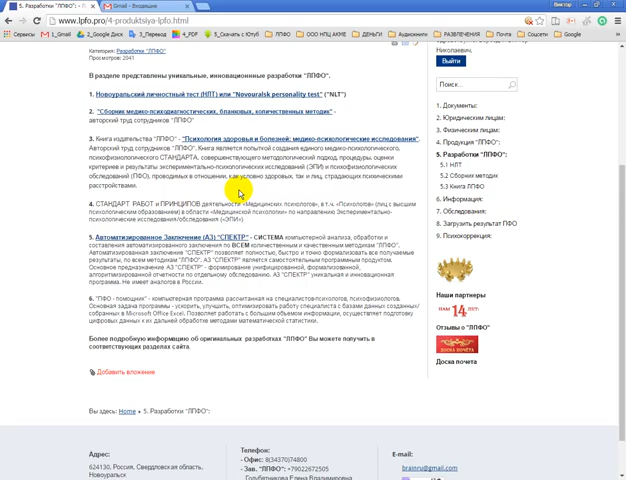 5. Разработки "ЛПФО": -
Gmail - Входящие
Виктор
www.lpfo.pro/4-produktsiya-lpfo.html
Сервисы
1_Gmail
2_Google Диск
3_Перевод
4_PDF
5_Скачать с Ютуб
ЛПФО
ООО НПЦ АКМЕ
ДЕНЬГИ
Аудиокниги
РАЗВЛЕЧЕНИЯ
Почты
Соцсети
Google
Категория: Разработки "ЛПФО"
Просмотров: 2041
В разделе представлены уникальные, инновационные разработки "ЛПФО".
1. Новоуральский личностный тест (НЛТ) или "Novouralsk personality test" ("NLT")
2. "Сборник медико-психодиагностических, бланковых, количественных методик" -
авторский труд сотрудников "ЛПФО"
3. Книга издательства "ЛПФО" - "Психология здоровья и болезней: медико-психологические исследования".
Авторский труд сотрудников "ЛПФО". Книга является попыткой создания единого медико-психологического,
психофизиологического СТАНДАРТА, совершенствующего методологический подход, процедуры, оценки
критериев и результатов экспериментально-психологических исследований (ЭПИ) и психофизиологических
обследований (ПФО), проводимых в отношении, как условно здоровых, так и лиц, страдающих психическими
расстройствами.
4. СТАНДАРТ РАБОТ и ПРИНЦИПОВ деятельности «Медицинских психологов», в т.ч. «Психологов» (лиц с высшим
психологическим образованием) в области «Медицинской психологии» по направлению Экспериментально-
психологические исследования/обследования («ЭПИ»)
5. Автоматизированное Заключение (АЗ) "СПЕКТР" - СИСТЕМА компьютерной анализа, обработки и
составления автоматизированного заключения по ВСЕМ количественным и качественным методикам "ЛПФО".
Автоматизированная заключение "СПЕКТР" позволяет полностью, быстро и точно формализовать все получаемые
результаты, по всем методикам "ЛПФО". АЗ "СПЕКТР" является самостоятельным программным продуктом.
Основное предназначение АЗ "СПЕКТР" - формирование унифицированной, формализованной,
алгоритмизированной отчетности по отдельному обследованию. АЗ "СПЕКТР" уникальная и инновационная
программа. Не имеет аналогов в России.
6. "ПФО - помощник" - компьютерная программа рассчитанная на специалистов-психологов, психофизиологов.
Основная задача программы - ускорить, улучшить, оптимизировать работу специалиста с базами данных созданных/
собранных в Microsoft Office Excel. Позволяет работать с большим объемом информации, осуществляет подготовку
цифровых данных к их дальнейшей обработке методами математической статистики.
Более подробную информацию об оригинальных разработках "ЛПФО" Вы можете получить в
соответствующих разделах сайта.
Добавить вложение
Вы здесь: Home 5. Разработки "ЛПФО":
Адрес:
624130, Россия, Свердловская область,
Новоуральск
Телефон:
- Офис: 8(34370)74800
- Зав. "ЛПФО": +79022672505
Голубятникова Елена Владимировна
E-mail:
brainru@gmail.com
Николаевич.
Выйти
Поиск...
1. Документы:
2. Юридическим лицам:
3. Физическим лицам:
4. Продукция "ЛПФО":
5. Разработки "ЛПФО":
5.1 НЛТ
5.2 Сборник методик
5.3 Книга ЛПФО
6. Информация:
7. Обследования:
8. Загрузить результат ПФО
9. Психокоррекция:
Наши партнеры
НАМ 14 ЛЕТ!
Отзывы о "ЛПФО"
ДОСКА ПОЧЕТА
Доска почета